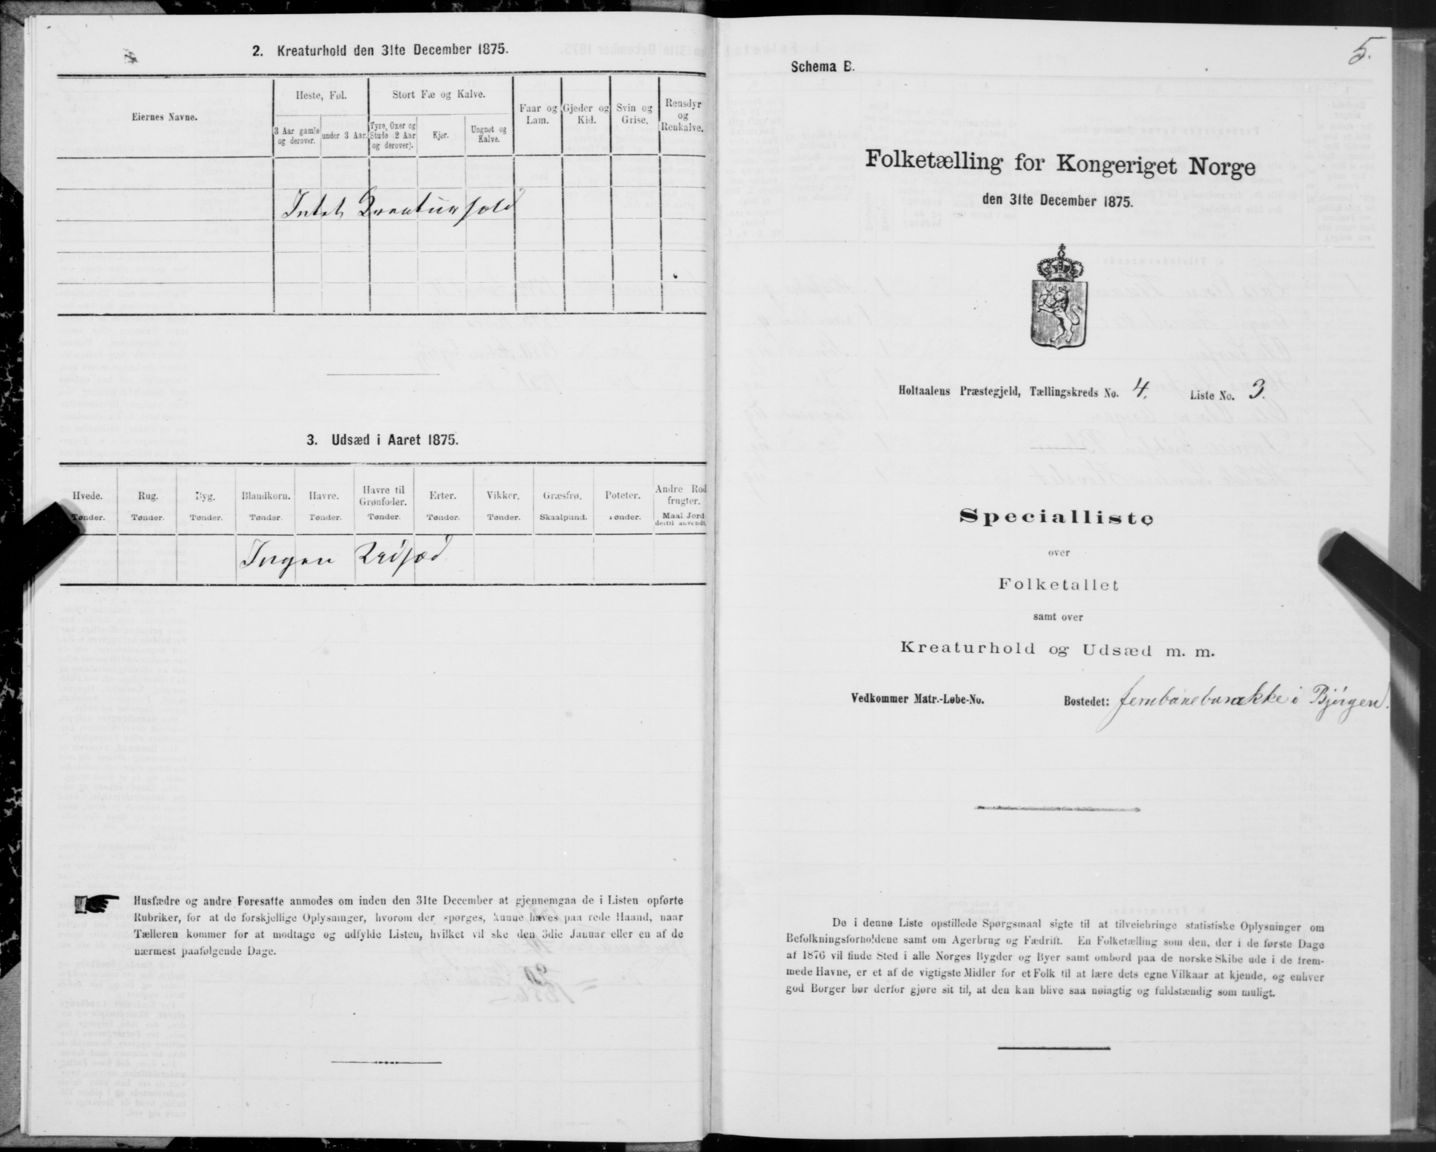 2. Kreaturhold den 31te December 1875.
Eiernes Navne.
Heste, Føl.
Stort Fæ og Kalve.
Faar og Lam.
Gjeder og Kid.
Svin og Grise.
Rensdyr og Renkalve.
3 Aar gamle og derover.
under 3 Aar.
Tyre, Oxer og Stude 2 Aar og derover).
Kjør.
Ungnøt og Kalve.
Intet Kreaturhold
3. Udsæd i Aaret 1875.
Hvede. Rug. Byg. Blandkorn. Havre. Havre til Grønfoder. Erter. Vikker. Græsfrø. Poteter. Andre Rodfrugter.
Tønder. Tønder. Tønder. Tønder. Tønder. Tønder. Tønder. Tønder. Skaalpund. Tønder. Maal Jord dertil anvendt.
Ingen Udsæd
Husfædre og andre Foresatte anmodes om inden den 31te December at gjennemgaa de i Listen opførte
Rubriker, for at de forskjellige Oplysninger, hvorom der spørges, kunne haves paa rede Haand, naar
Tælleren kommer for at modtage og udfylde Listen, hvilket vil ske den 3die Januar eller en af de
nærmest paafølgende Dage.
5.
Schema B.
Folketælling for Kongeriget Norge
den 31te December 1875.
Holtaalens Præstegjeld, Tællingskreds No. 4. Liste No. 3.
Specialliste
over
Folketallet
samt over
Kreaturhold og Udsæd m. m.
Vedkommer Matr.-Løbe-No. Bostedet: Jernbanebarakke i Bjørgen.
De i denne Liste opstillede Spørgsmaal sigte til at tilveiebringe statistiske Oplysninger om
Befolkningsforholdene samt om Agerbrug og Fædrift. En Folketælling som den, der i de første Dage
af 1876 vil finde Sted i alle Norges Bygder og Byer samt ombord paa de norske Skibe ude i de frem-
mede Havne, er et af de vigtigste Midler for et Folk til at lære dets egne Vilkaar at kjende, og enhver
god Borger bør derfor gjøre sit til, at den kan blive saa nøiagtig og fuldstændig som muligt.